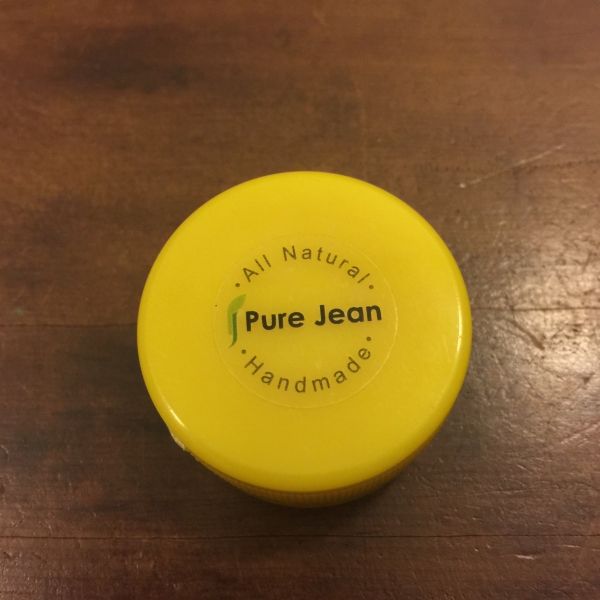 • All Natural •
Pure Jean
• Handmade •